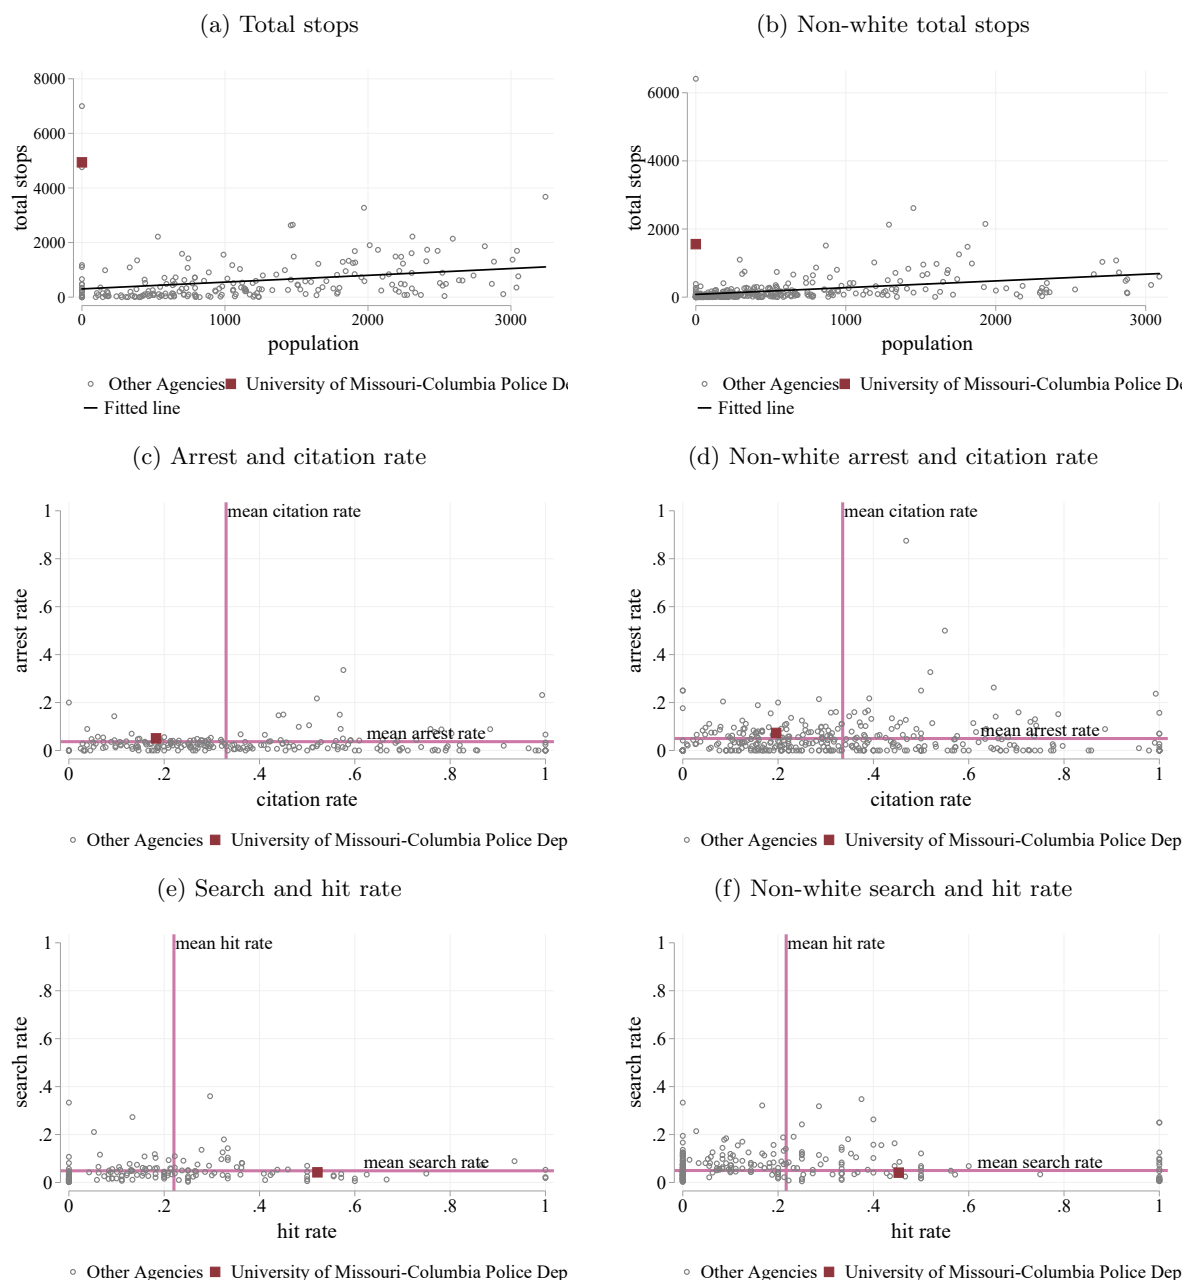 (a) Total stops
(b) Non-white total stops
8000
6000
4000
2000
0
total stops
0 1000 2000 3000
population
Other Agencies University of Missouri-Columbia Police De
Fitted line
6000
4000
2000
0
total stops
0 1000 2000 3000
population
Other Agencies University of Missouri-Columbia Police De
Fitted line
(c) Arrest and citation rate
(d) Non-white arrest and citation rate
1
.8
.6
.4
.2
0
arrest rate
mean citation rate
mean arrest rate
0 .2 .4 .6 .8 1
citation rate
Other Agencies University of Missouri-Columbia Police Dep
1
.8
.6
.4
.2
0
arrest rate
mean citation rate
mean arrest rate
0 .2 .4 .6 .8 1
citation rate
Other Agencies University of Missouri-Columbia Police Dep
(e) Search and hit rate
(f) Non-white search and hit rate
1
.8
.6
.4
.2
0
search rate
mean hit rate
mean search rate
0 .2 .4 .6 .8 1
hit rate
Other Agencies University of Missouri-Columbia Police Dep
1
.8
.6
.4
.2
0
search rate
mean hit rate
mean search rate
0 .2 .4 .6 .8 1
hit rate
Other Agencies University of Missouri-Columbia Police Dep